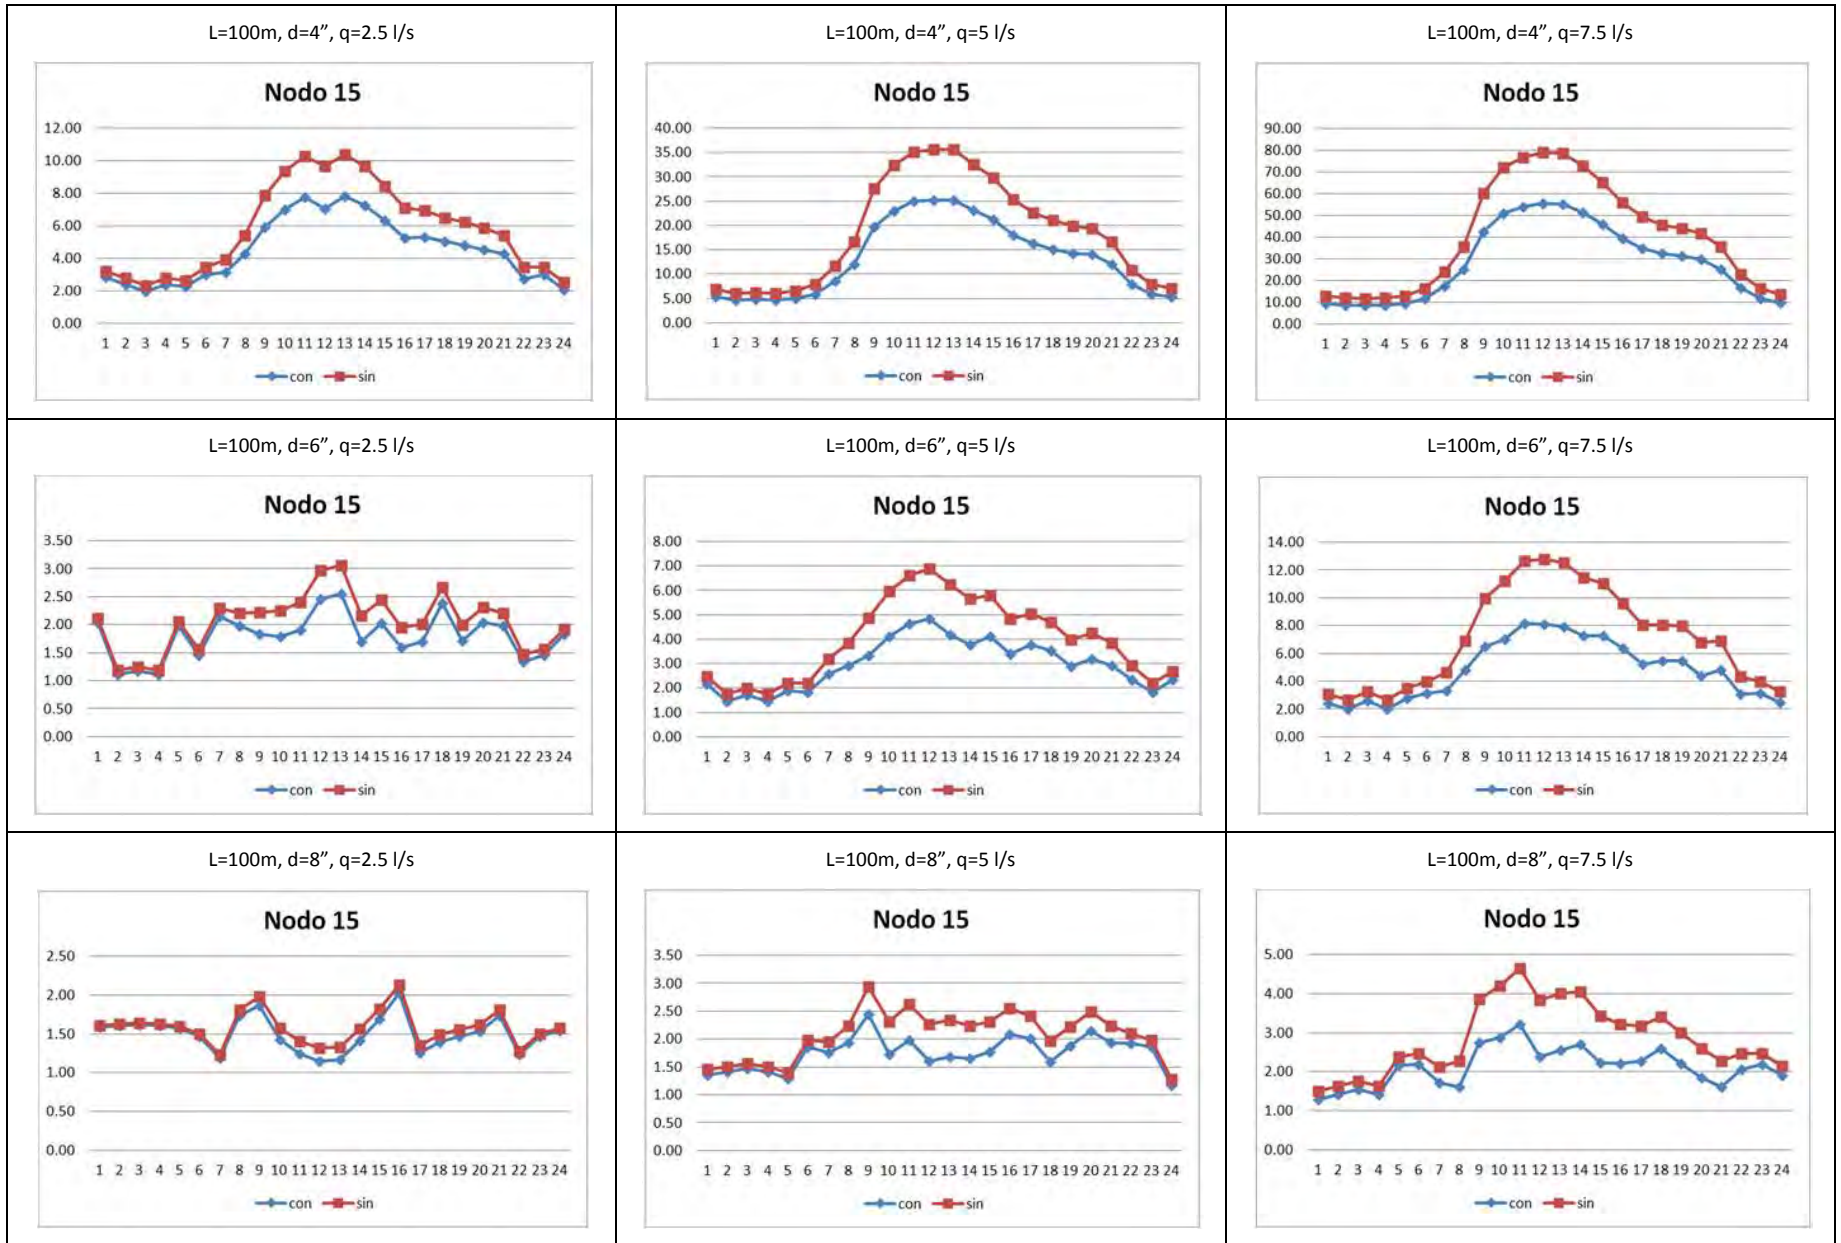 L=100m, d=4”, q=2.5 l/s
Nodo 15
12.00
10.00
8.00
6.00
4.00
2.00
0.00
1 2 3 4 5 6 7 8 9 10 11 12 13 14 15 16 17 18 19 20 21 22 23 24
con sin
L=100m, d=4”, q=5 l/s
Nodo 15
40.00
35.00
30.00
25.00
20.00
15.00
10.00
5.00
0.00
1 2 3 4 5 6 7 8 9 10 11 12 13 14 15 16 17 18 19 20 21 22 23 24
con sin
L=100m, d=4”, q=7.5 l/s
Nodo 15
90.00
80.00
70.00
60.00
50.00
40.00
30.00
20.00
10.00
0.00
1 2 3 4 5 6 7 8 9 10 11 12 13 14 15 16 17 18 19 20 21 22 23 24
con sin
L=100m, d=6”, q=2.5 l/s
Nodo 15
3.50
3.00
2.50
2.00
1.50
1.00
0.50
0.00
1 2 3 4 5 6 7 8 9 10 11 12 13 14 15 16 17 18 19 20 21 22 23 24
con sin
L=100m, d=6”, q=5 l/s
Nodo 15
8.00
7.00
6.00
5.00
4.00
3.00
2.00
1.00
0.00
1 2 3 4 5 6 7 8 9 10 11 12 13 14 15 16 17 18 19 20 21 22 23 24
con sin
L=100m, d=6”, q=7.5 l/s
Nodo 15
14.00
12.00
10.00
8.00
6.00
4.00
2.00
0.00
1 2 3 4 5 6 7 8 9 10 11 12 13 14 15 16 17 18 19 20 21 22 23 24
con sin
L=100m, d=8”, q=2.5 l/s
Nodo 15
2.50
2.00
1.50
1.00
0.50
0.00
1 2 3 4 5 6 7 8 9 10 11 12 13 14 15 16 17 18 19 20 21 22 23 24
con sin
L=100m, d=8”, q=5 l/s
Nodo 15
3.50
3.00
2.50
2.00
1.50
1.00
0.50
0.00
1 2 3 4 5 6 7 8 9 10 11 12 13 14 15 16 17 18 19 20 21 22 23 24
con sin
L=100m, d=8”, q=7.5 l/s
Nodo 15
5.00
4.00
3.00
2.00
1.00
0.00
1 2 3 4 5 6 7 8 9 10 11 12 13 14 15 16 17 18 19 20 21 22 23 24
con sin